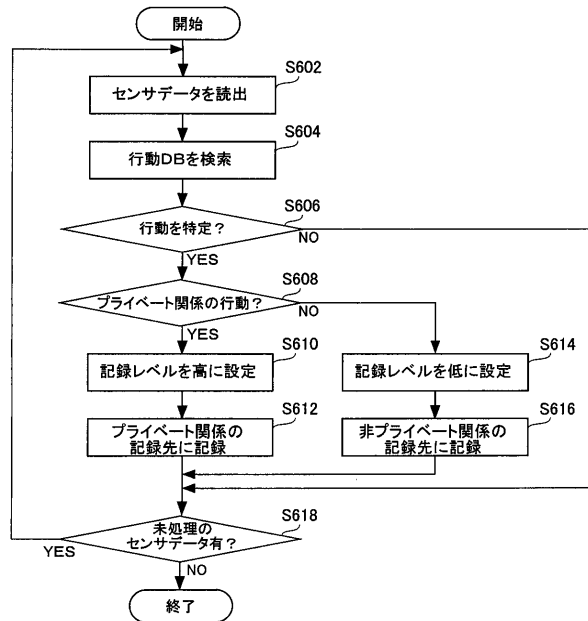 開始
S602
センサデータを読出
S604
行動DBを検索
S606
行動を特定?
NO
YES
S608
プライベート関係の行動?
NO
YES
S610
記録レベルを高に設定
S614
記録レベルを低に設定
S612
プライベート関係の
記録先に記録
S616
非プライベート関係の
記録先に記録
S618
未処理の
センサデータ有?
YES
NO
終了